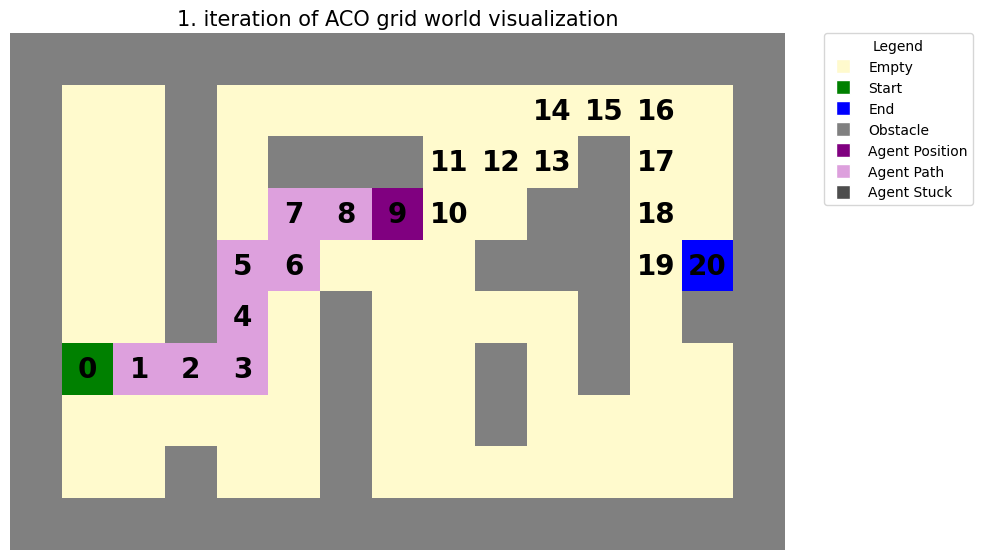 1. iteration of ACO grid world visualization
Legend
Empty
Start
End
Obstacle
Agent Position
Agent Path
Agent Stuck
14 15 16
11 12 13 17
7 8 9 10 18
5 6 19 20
4
0 1 2 3